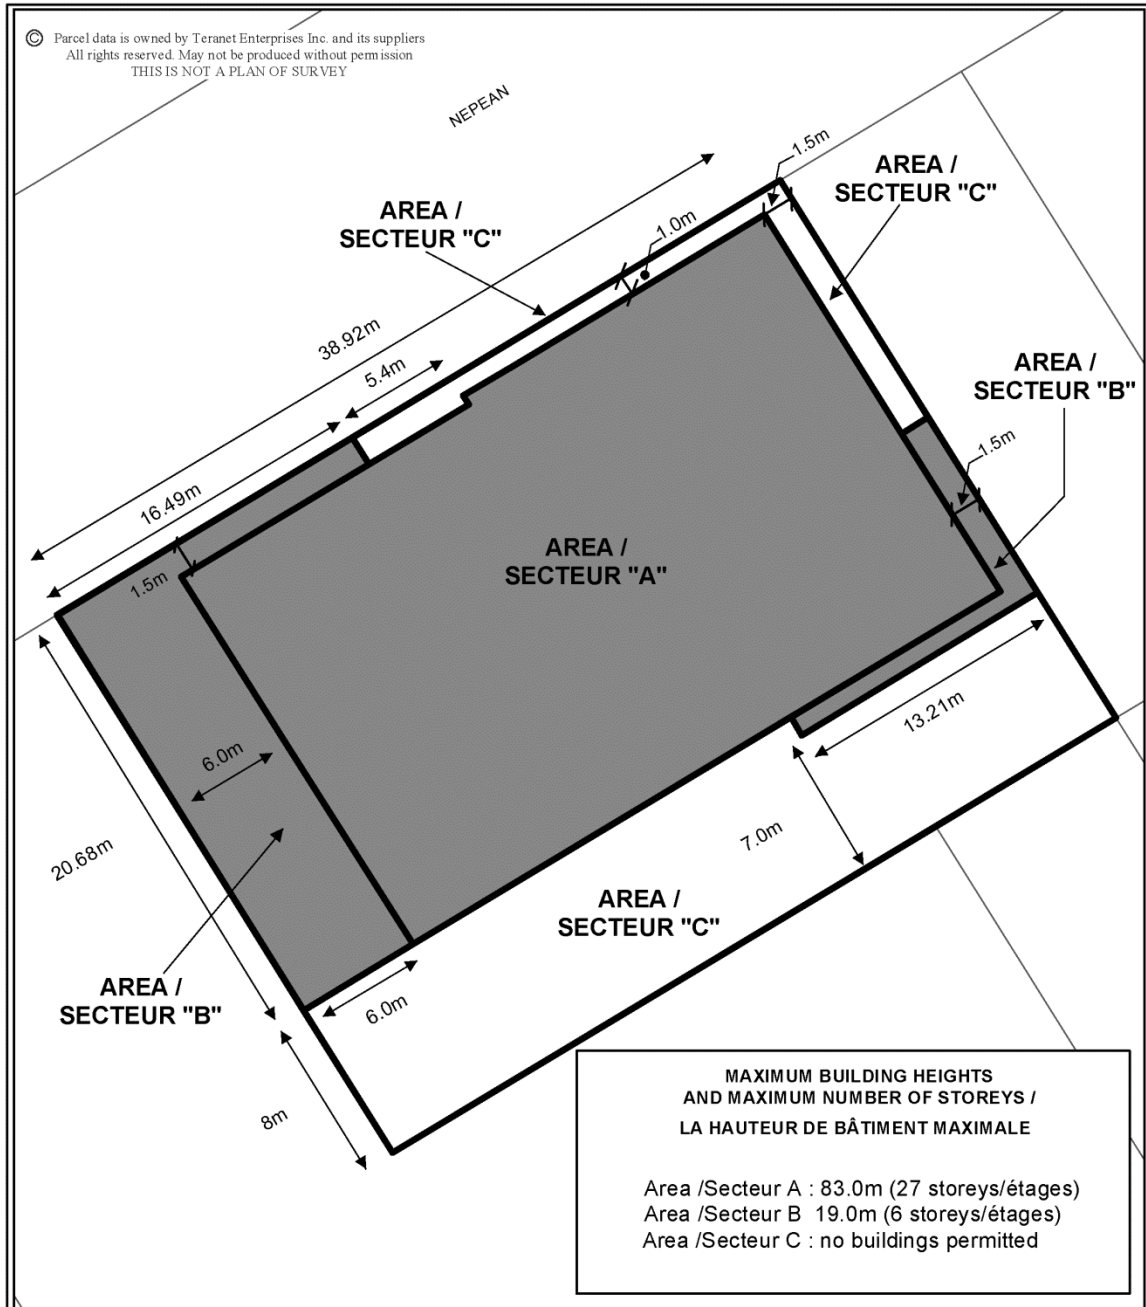 © Parcel data is owned by Teranet Enterprises Inc. and its suppliers
All rights reserved. May not be produced without permission
THIS IS NOT A PLAN OF SURVEY
NEPEAN
1.5m
AREA /
SECTEUR "C"
AREA /
SECTEUR "C"
1.0m
38.92m
5.4m
AREA /
SECTEUR "B"
1.5m
16.49m
AREA /
SECTEUR "A"
1.5m
13.21m
6.0m
7.0m
20.68m
AREA /
SECTEUR "C"
AREA /
SECTEUR "B"
6.0m
8m
MAXIMUM BUILDING HEIGHTS
AND MAXIMUM NUMBER OF STOREYS /
LA HAUTEUR DE BÂTIMENT MAXIMALE
Area /Secteur A : 83.0m (27 storeys/étages)
Area /Secteur B 19.0m (6 storeys/étages)
Area /Secteur C : no buildings permitted